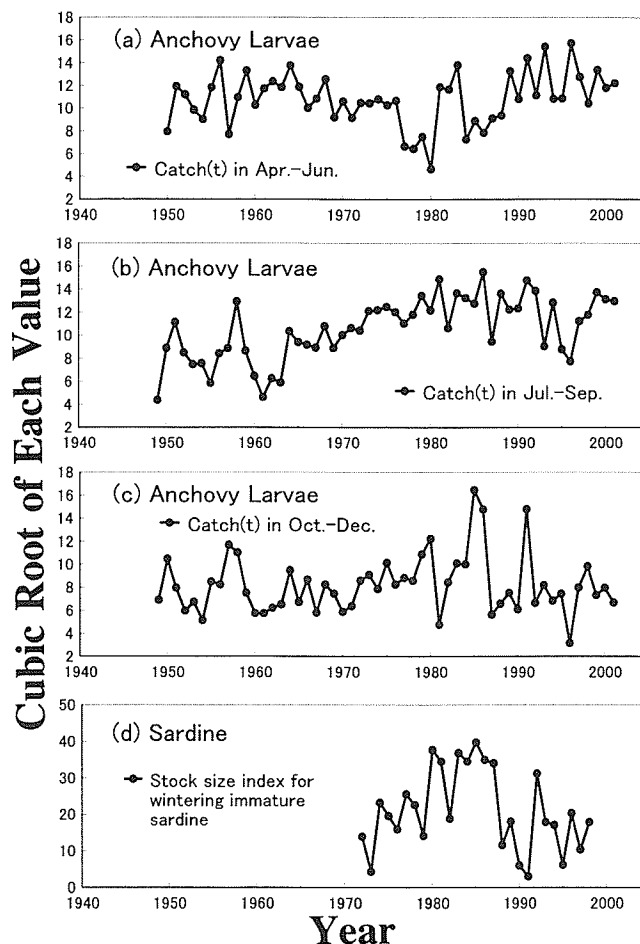 Cubic Root of Each Value
18
16
14
12
10
8
6
4
2
(a) Anchovy Larvae
Catch(t) in Apr.-Jun.
1940 1950 1960 1970 1980 1990 2000
18
16
14
12
10
8
6
4
2
(b) Anchovy Larvae
Catch(t) in Jul.-Sep.
1940 1950 1960 1970 1980 1990 2000
18
16
14
12
10
8
6
4
2
(c) Anchovy Larvae
Catch(t) in Oct.-Dec.
1940 1950 1960 1970 1980 1990 2000
50
40
30
20
10
0
(d) Sardine
Stock size index for
wintering immature
sardine
1940 1950 1960 1970 1980 1990 2000
Year